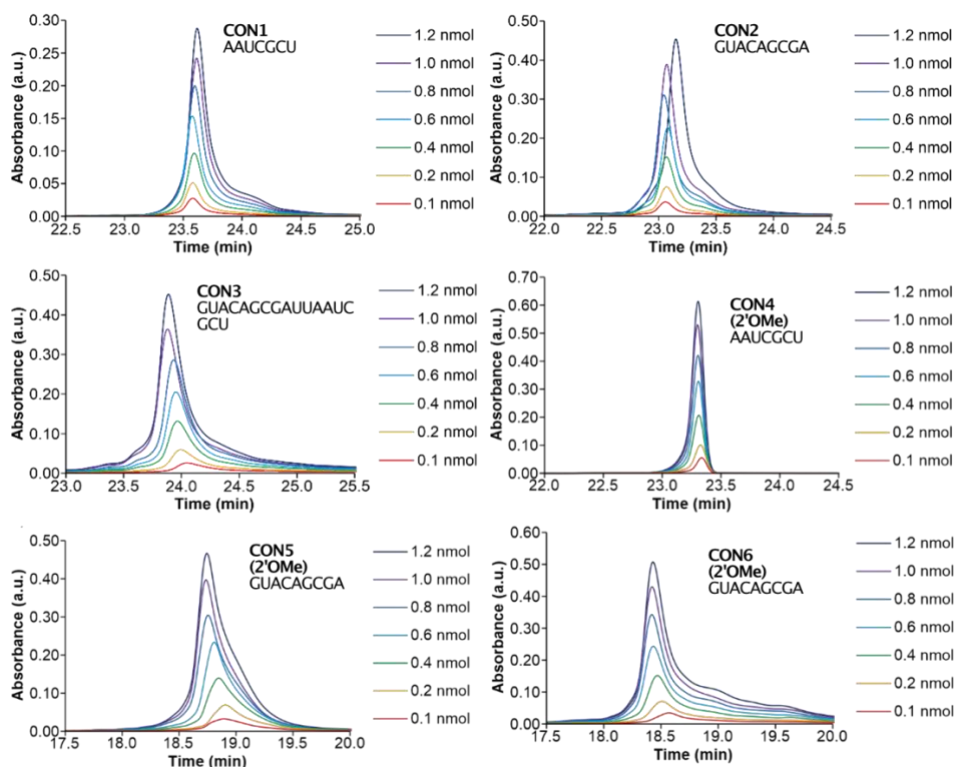 CON1
AAUCGCU
Absorbance (a.u.)
0.30
0.25
0.20
0.15
0.10
0.05
0.00
22.5 23.0 23.5 24.0 24.5 25.0
Time (min)
1.2 nmol
1.0 nmol
0.8 nmol
0.6 nmol
0.4 nmol
0.2 nmol
0.1 nmol
CON2
GUACAGCGA
Absorbance (a.u.)
0.50
0.40
0.30
0.20
0.10
0.00
22.0 22.5 23.0 23.5 24.0 24.5
Time (min)
1.2 nmol
1.0 nmol
0.8 nmol
0.6 nmol
0.4 nmol
0.2 nmol
0.1 nmol
CON3
GUACAGCGAUUAAUC
GCU
Absorbance (a.u.)
0.50
0.40
0.30
0.20
0.10
0.00
23.0 23.5 24.0 24.5 25.0 25.5
Time (min)
1.2 nmol
1.0 nmol
0.8 nmol
0.6 nmol
0.4 nmol
0.2 nmol
0.1 nmol
CON4
(2'OMe)
AAUCGCU
Absorbance (a.u.)
0.70
0.60
0.50
0.40
0.30
0.20
0.10
0.00
22.0 22.5 23.0 23.5 24.0 24.5
Time (min)
1.2 nmol
1.0 nmol
0.8 nmol
0.6 nmol
0.4 nmol
0.2 nmol
0.1 nmol
CON5
(2'OMe)
GUACAGCGA
Absorbance (a.u.)
0.50
0.40
0.30
0.20
0.10
0.00
17.5 18.0 18.5 19.0 19.5 20.0
Time (min)
1.2 nmol
1.0 nmol
0.8 nmol
0.6 nmol
0.4 nmol
0.2 nmol
0.1 nmol
CON6
(2'OMe)
GUACAGCGA
Absorbance (a.u.)
0.60
0.50
0.40
0.30
0.20
0.10
0.00
17.5 18.0 18.5 19.0 19.5 20.0
Time (min)
1.2 nmol
1.0 nmol
0.8 nmol
0.6 nmol
0.4 nmol
0.2 nmol
0.1 nmol